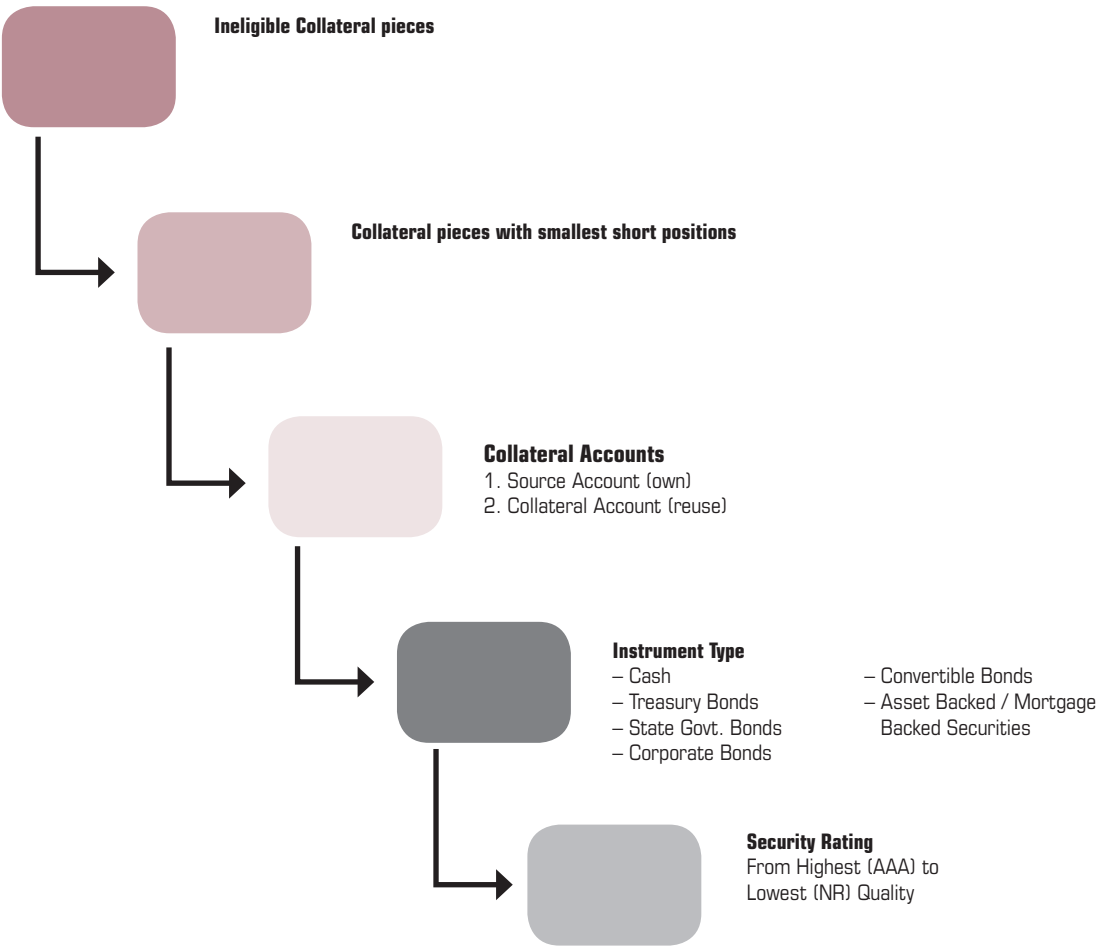 Ineligible Collateral pieces
Collateral pieces with smallest short positions
Collateral Accounts
1. Source Account (own)
2. Collateral Account (reuse)
Instrument Type
– Cash
– Treasury Bonds
– State Govt. Bonds
– Corporate Bonds
– Convertible Bonds
– Asset Backed / Mortgage
Backed Securities
Security Rating
From Highest (AAA) to
Lowest (NR) Quality